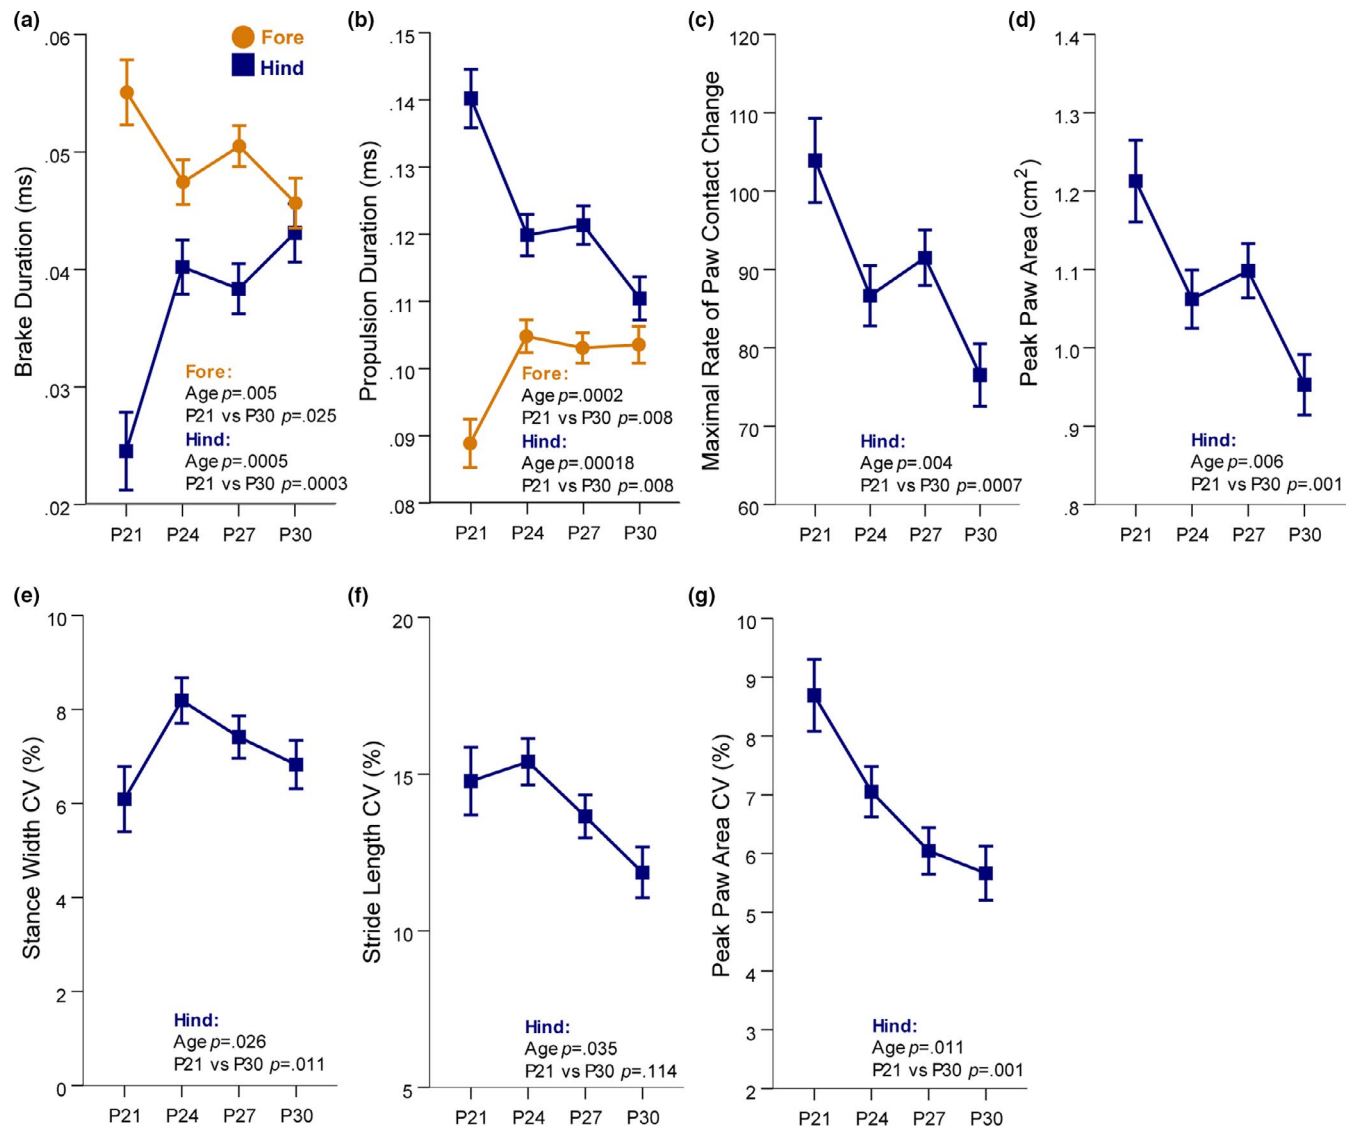 (a)
.06
.05
.04
.03
.02
Brake Duration (ms)
Fore
Hind
Fore:
Age p=.005
P21 vs P30 p=.025
Hind:
Age p=.0005
P21 vs P30 p=.0003
P21 P24 P27 P30
(b)
.15
.14
.13
.12
.11
.10
.09
.08
Propulsion Duration (ms)
Fore:
Age p=.0002
P21 vs P30 p=.008
Hind:
Age p=.00018
P21 vs P30 p=.008
P21 P24 P27 P30
(c)
120
110
100
90
80
70
60
Maximal Rate of Paw Contact Change
Hind:
Age p=.004
P21 vs P30 p=.0007
P21 P24 P27 P30
(d)
1.4
1.3
1.2
1.1
1.0
.9
.8
Peak Paw Area (cm²)
Hind:
Age p=.006
P21 vs P30 p=.001
P21 P24 P27 P30
(e)
10
8
6
4
2
0
Stance Width CV (%)
Hind:
Age p=.026
P21 vs P30 p=.011
P21 P24 P27 P30
(f)
20
15
10
5
Stride Length CV (%)
Hind:
Age p=.035
P21 vs P30 p=.114
P21 P24 P27 P30
(g)
10
9
8
7
6
5
4
3
2
Peak Paw Area CV (%)
Hind:
Age p=.011
P21 vs P30 p=.001
P21 P24 P27 P30